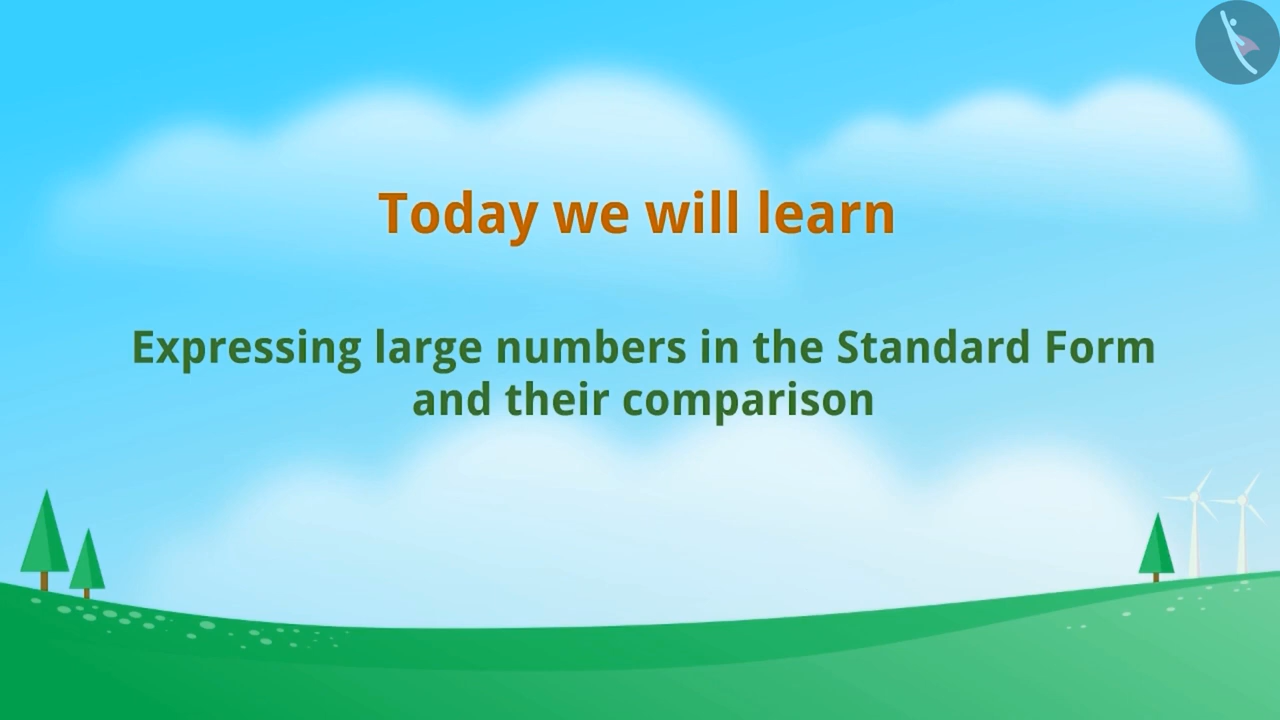 Today we will learn
Expressing large numbers in the Standard Form
and their comparison